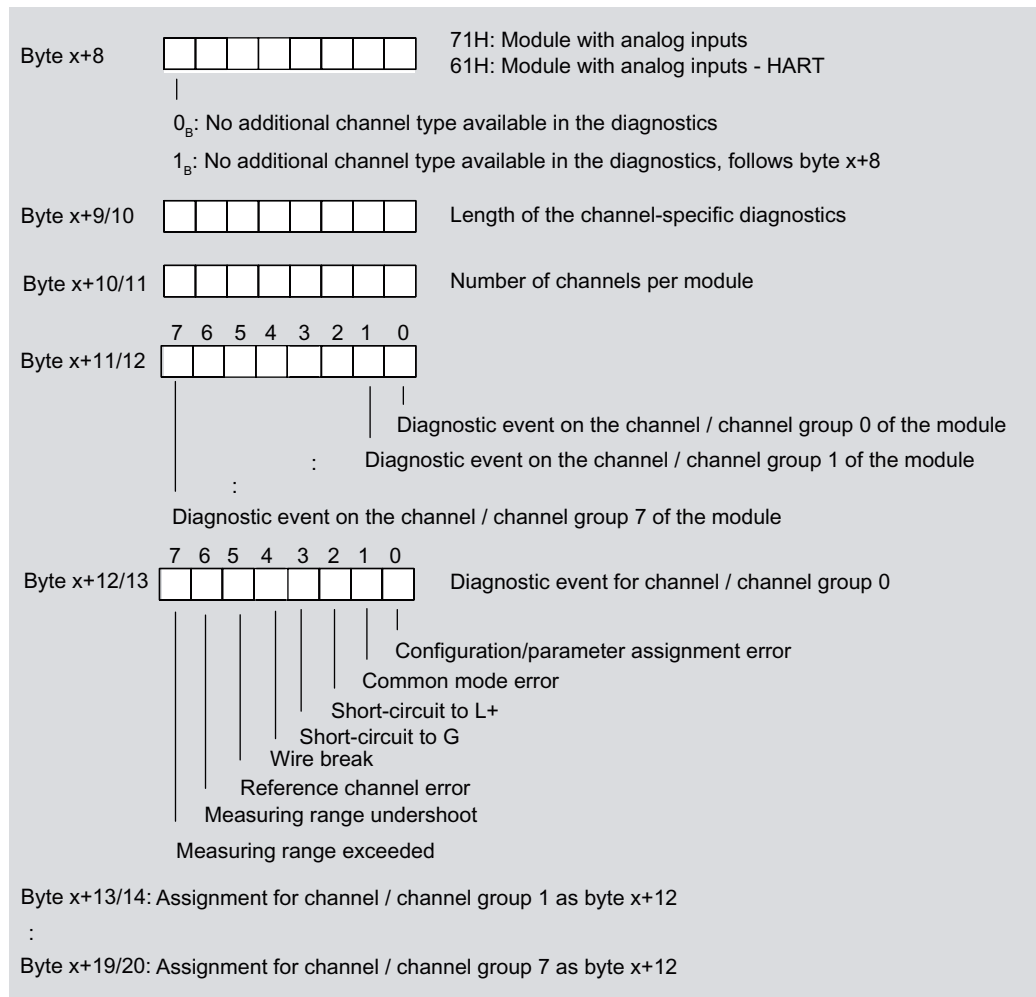 Byte x+8
71H: Module with analog inputs
61H: Module with analog inputs - HART
0B: No additional channel type available in the diagnostics
1B: No additional channel type available in the diagnostics, follows byte x+8
Byte x+9/10 Length of the channel-specific diagnostics
Byte x+10/11 Number of channels per module
7 6 5 4 3 2 1 0
Byte x+11/12
Diagnostic event on the channel / channel group 0 of the module
: Diagnostic event on the channel / channel group 1 of the module
:
Diagnostic event on the channel / channel group 7 of the module
7 6 5 4 3 2 1 0
Byte x+12/13 Diagnostic event for channel / channel group 0
Configuration/parameter assignment error
Common mode error
Short-circuit to L+
Short-circuit to G
Wire break
Reference channel error
Measuring range undershoot
Measuring range exceeded
Byte x+13/14: Assignment for channel / channel group 1 as byte x+12
:
Byte x+19/20: Assignment for channel / channel group 7 as byte x+12